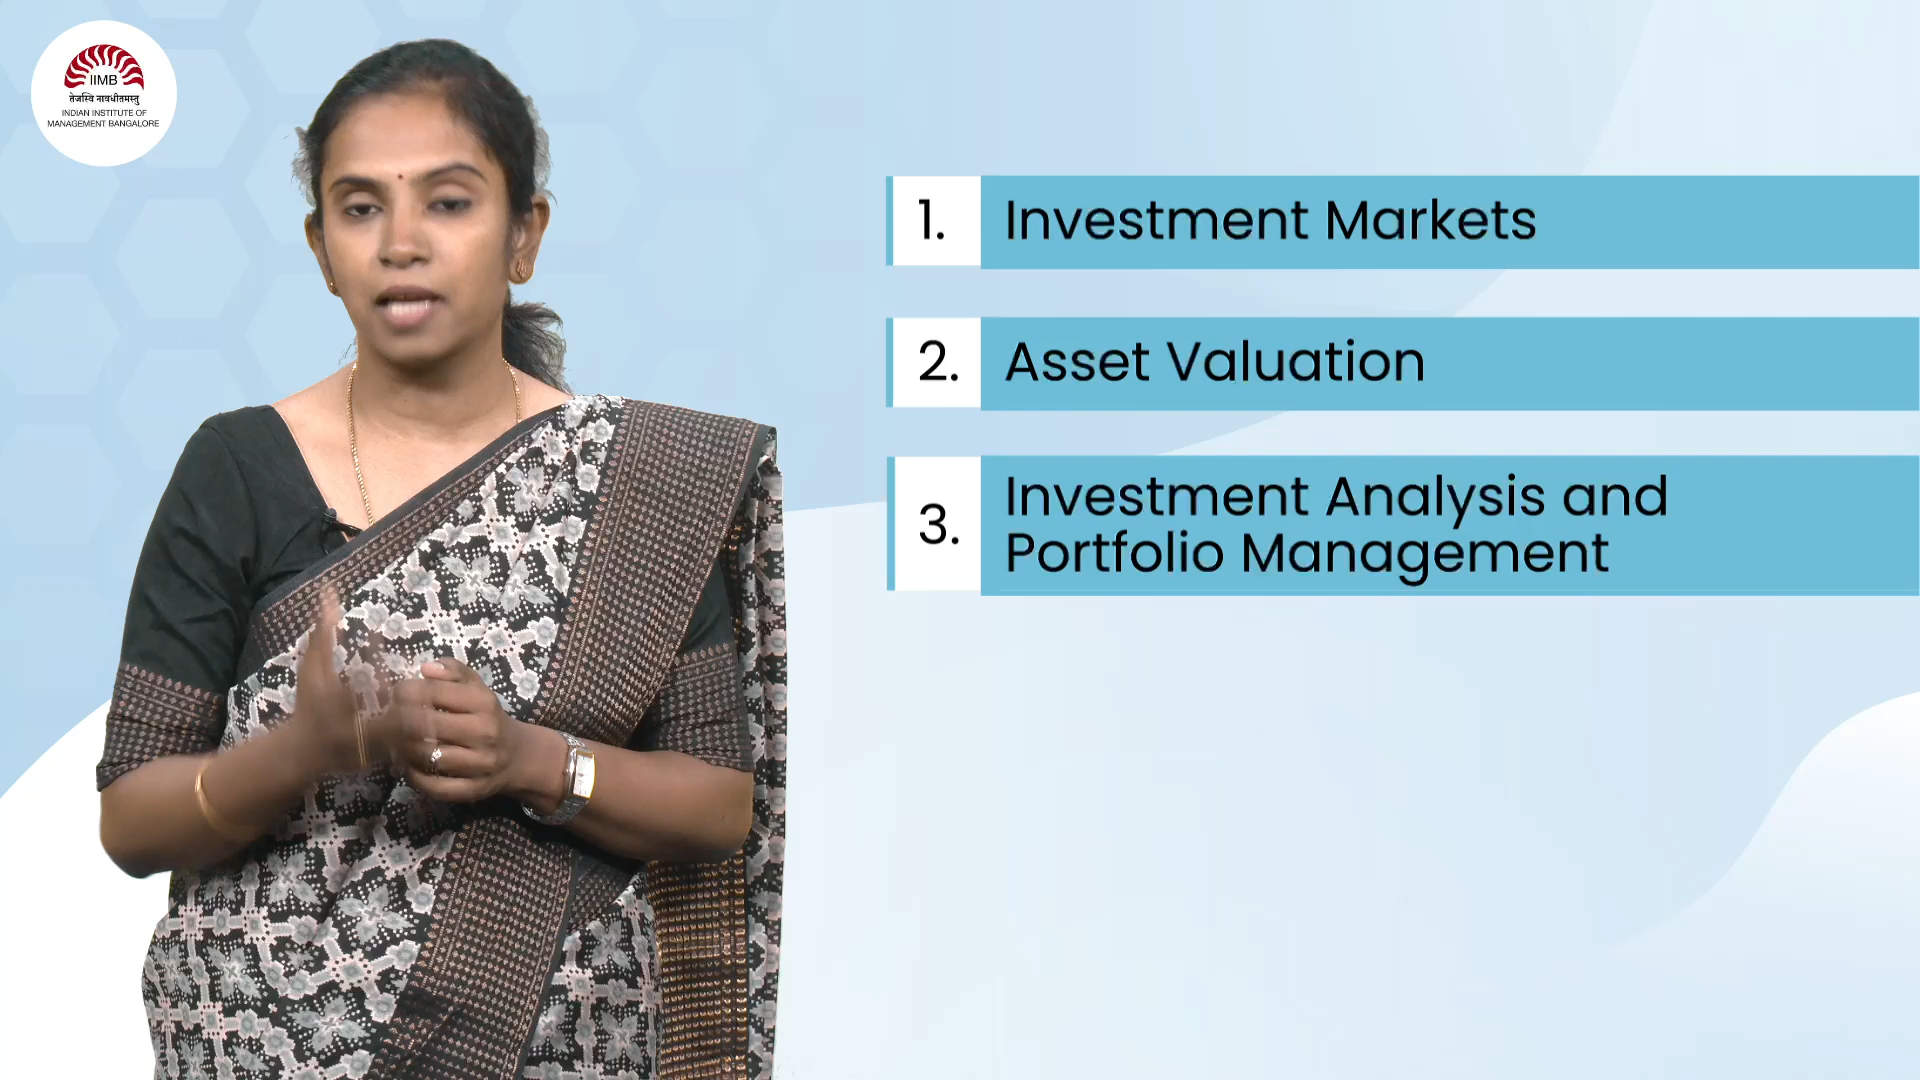 IIMB
तेजस्वि नावधीतमस्तु
INDIAN INSTITUTE OF
MANAGEMENT BANGALORE
1. Investment Markets
2. Asset Valuation
3. Investment Analysis and
Portfolio Management